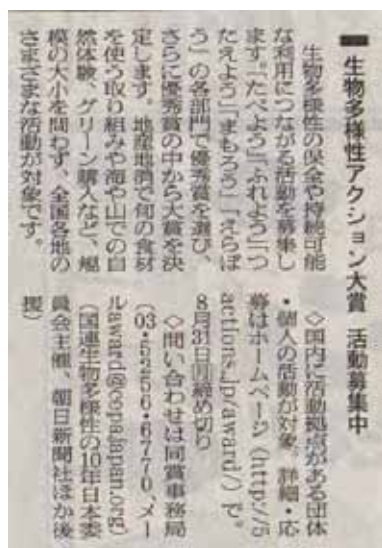 生物多様性アクション大賞 活動募集中
生物多様性の保全や持続可能
な利用につながる活動を募集し
ます。「たべよう」「ふれよう」「つ
たえよう」「まもろう」「えらぼ
う」の各部門で優秀賞を選び、
さらに優秀賞の中から大賞を決
定します。地産地消で旬の食材
を使う取り組みや海や山での自
然体験、グリーン購入など、規
模の大小を問わず、全国各地の
さまざまな活動が対象です。
◇国内に活動拠点がある団体
・個人の活動が対象。詳細・応
募はホームページ(http://5
actions.jp/award/)で。
8月31日㈪締め切り
◇問い合わせは同賞事務局
(03・5256・6770、メー
ルaward@cepajapan.org)
(国連生物多様性の10年日本委
員会主催、朝日新聞社ほか後
援)